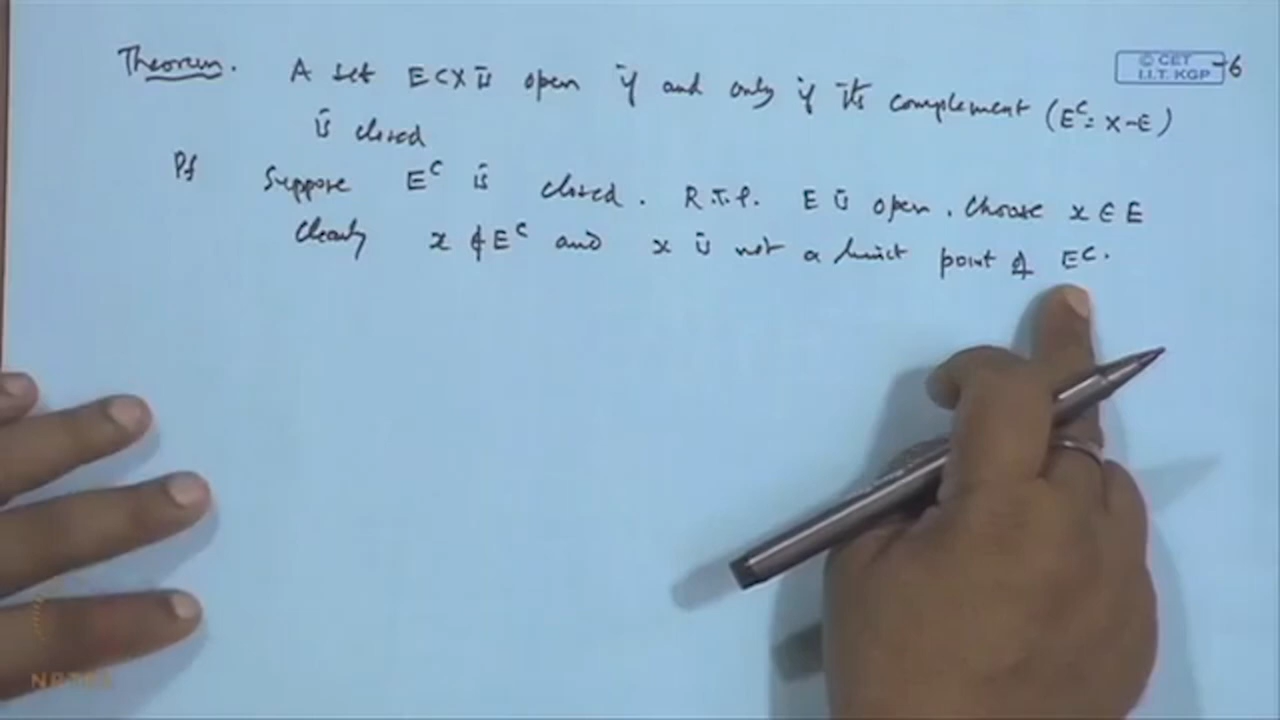 Theorem. A set E⊂X is open if and only if its complement (E^c = X-E)
is closed
Pf Suppose E^c is closed. R.T.P. E is open. Choose x ∈ E
Clearly x ∉ E^c and x is not a limit point of E^c.
© CET
I.I.T. KGP
-6
NPTEL